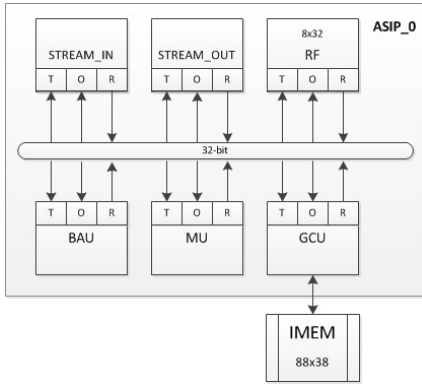 ASIP_0
STREAM_IN
STREAM_OUT
8x32
RF
T O R
T O R
T O R
32-bit
T O R
T O R
T O R
BAU
MU
GCU
IMEM
88x38